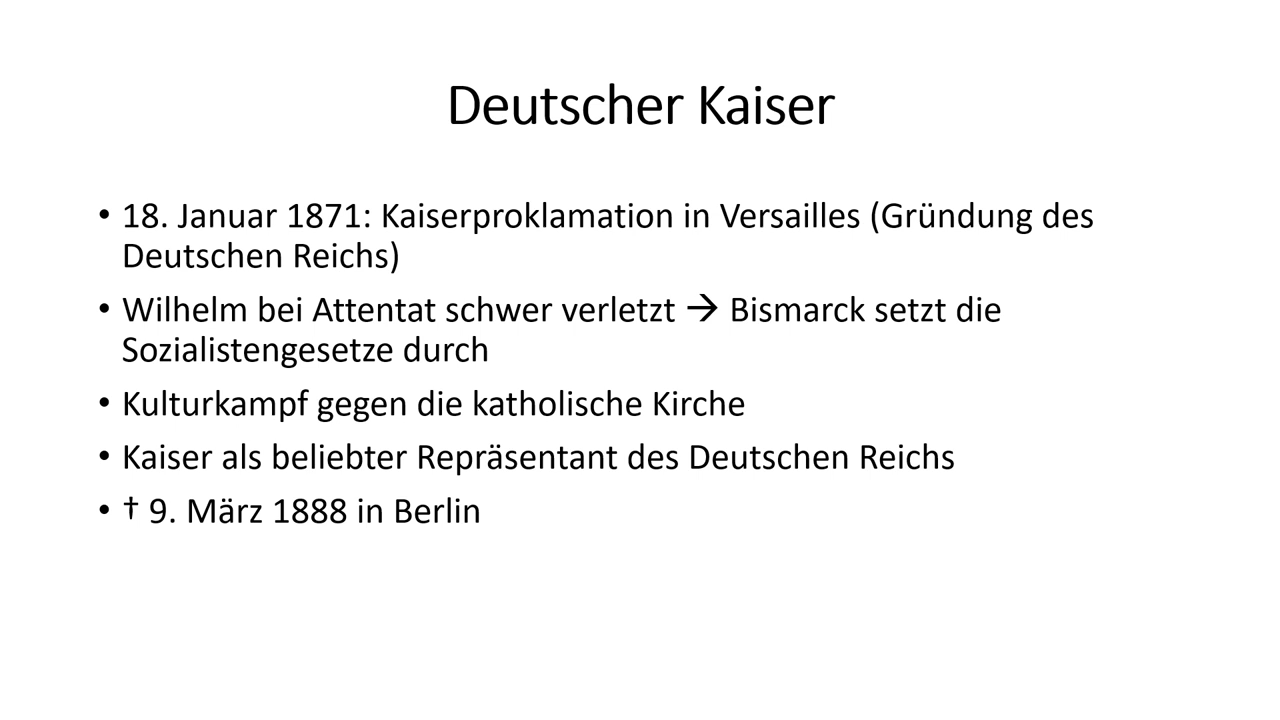 Deutscher Kaiser
• 18. Januar 1871: Kaiserproklamation in Versailles (Gründung des
Deutschen Reichs)
• Wilhelm bei Attentat schwer verletzt → Bismarck setzt die
Sozialistengesetze durch
• Kulturkampf gegen die katholische Kirche
• Kaiser als beliebter Repräsentant des Deutschen Reichs
• † 9. März 1888 in Berlin